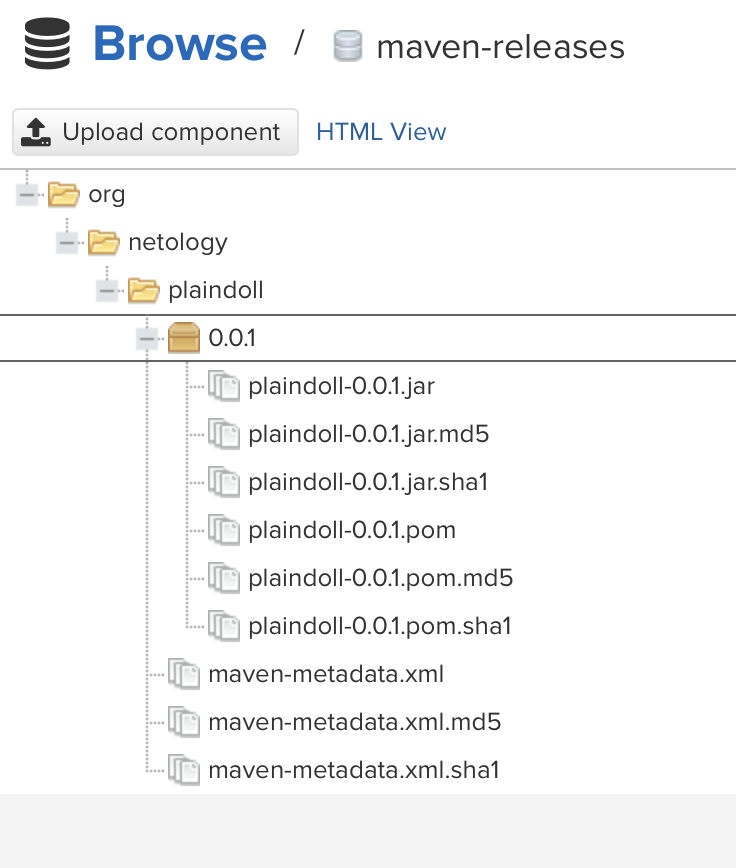 Browse / maven-releases
Upload component HTML View
org
netology
plaindoll
0.0.1
plaindoll-0.0.1.jar
plaindoll-0.0.1.jar.md5
plaindoll-0.0.1.jar.sha1
plaindoll-0.0.1.pom
plaindoll-0.0.1.pom.md5
plaindoll-0.0.1.pom.sha1
maven-metadata.xml
maven-metadata.xml.md5
maven-metadata.xml.sha1